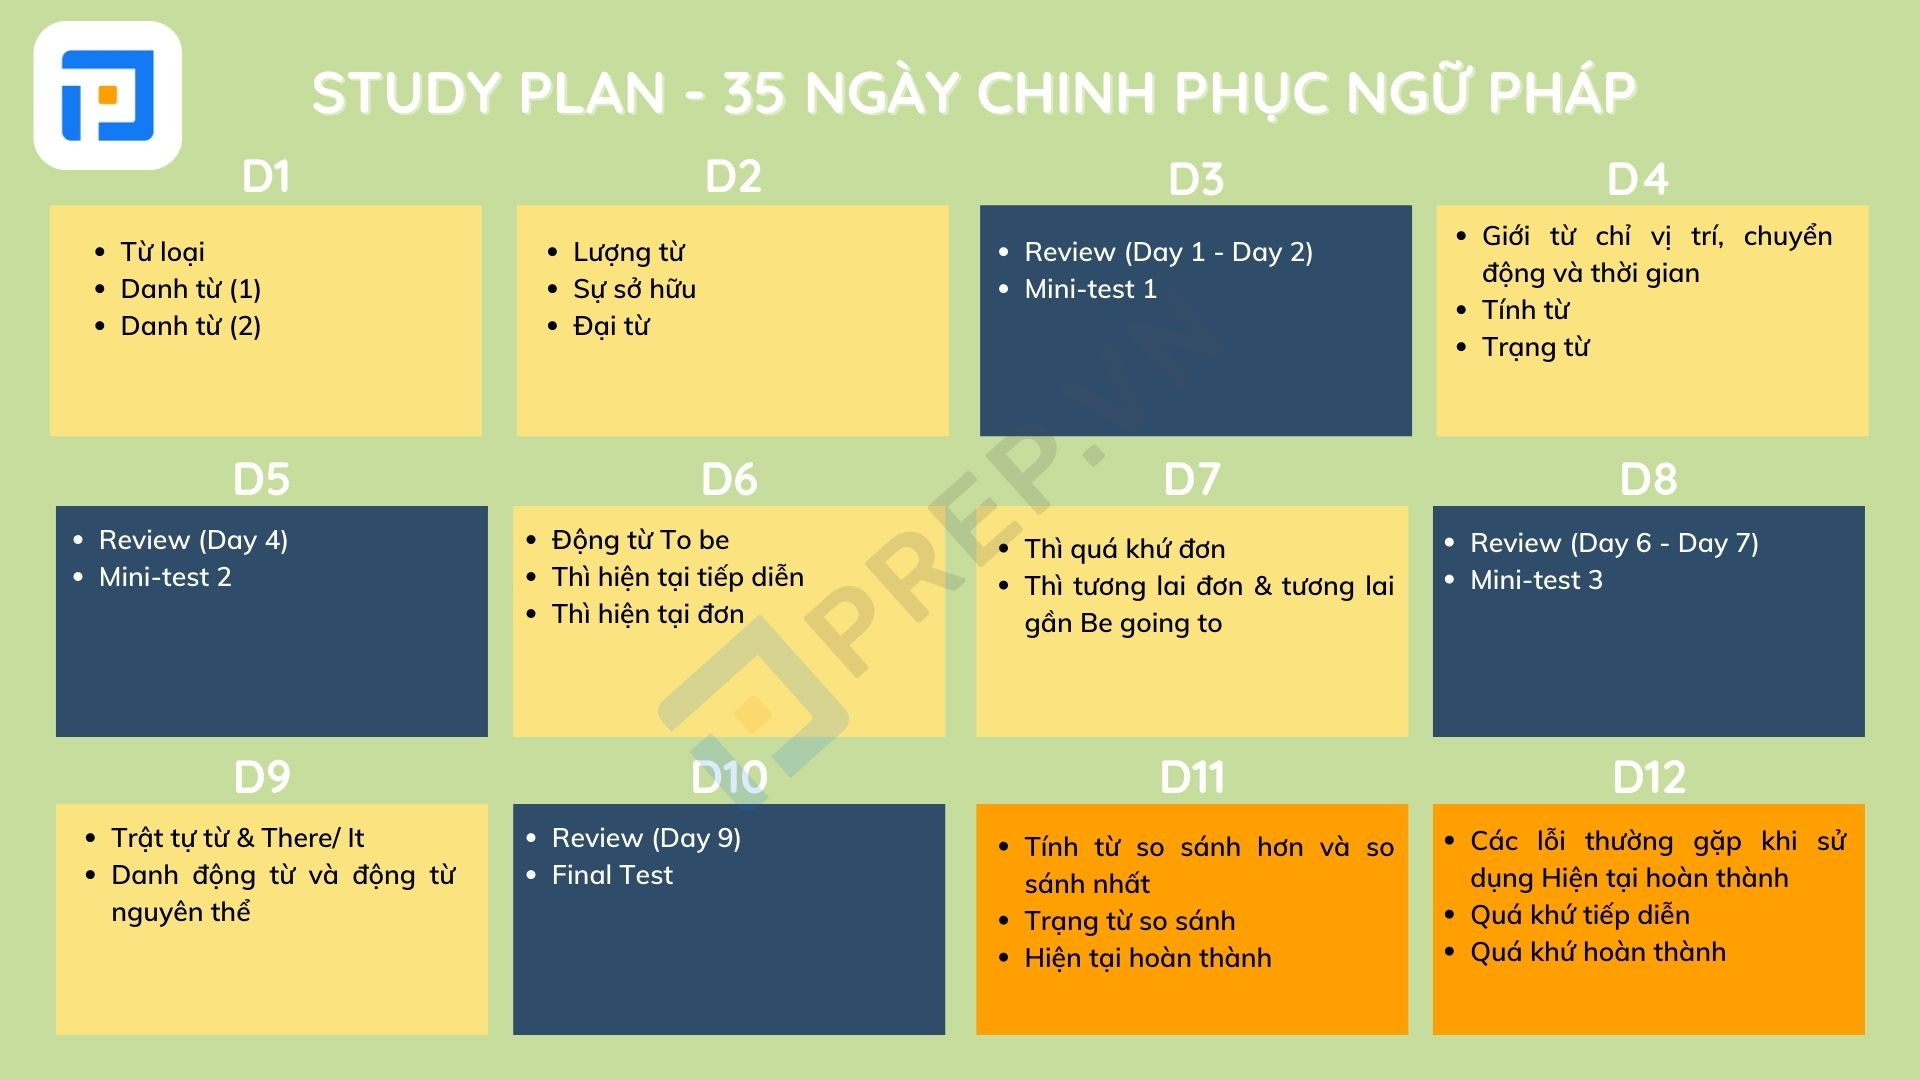 STUDY PLAN - 35 NGÀY CHINH PHỤC NGỮ PHÁP
D1
• Từ loại
• Danh từ (1)
• Danh từ (2)
D2
• Lượng từ
• Sự sở hữu
• Đại từ
D3
• Review (Day 1 - Day 2)
• Mini-test 1
D4
• Giới từ chỉ vị trí, chuyển
động và thời gian
• Tính từ
• Trạng từ
D5
• Review (Day 4)
• Mini-test 2
D6
• Động từ To be
• Thì hiện tại tiếp diễn
• Thì hiện tại đơn
D7
• Thì quá khứ đơn
• Thì tương lai đơn & tương lai
gần Be going to
D8
• Review (Day 6 - Day 7)
• Mini-test 3
D9
• Trật tự từ & There/ It
• Danh động từ và động từ
nguyên thể
D10
• Review (Day 9)
• Final Test
D11
• Tính từ so sánh hơn và so
sánh nhất
• Trạng từ so sánh
• Hiện tại hoàn thành
D12
• Các lỗi thường gặp khi sử
dụng Hiện tại hoàn thành
• Quá khứ tiếp diễn
• Quá khứ hoàn thành
PREP.VN